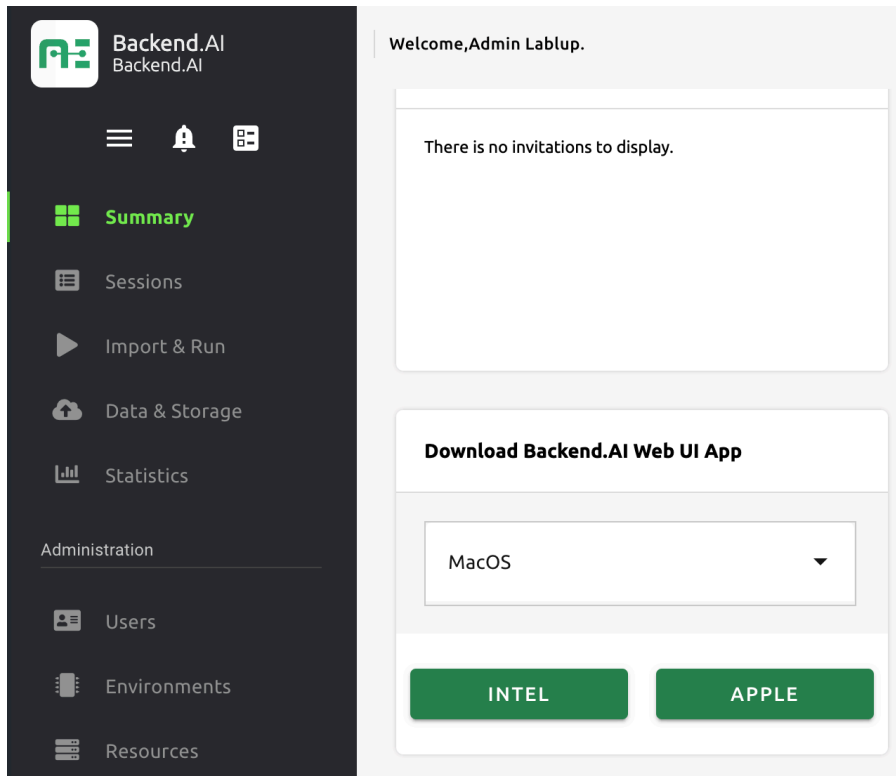 Backend.AI
Backend.AI
Summary
Sessions
Import & Run
Data & Storage
Statistics
Administration
Users
Environments
Resources
Welcome,Admin Lablup.
There is no invitations to display.
Download Backend.AI Web UI App
MacOS
INTEL
APPLE